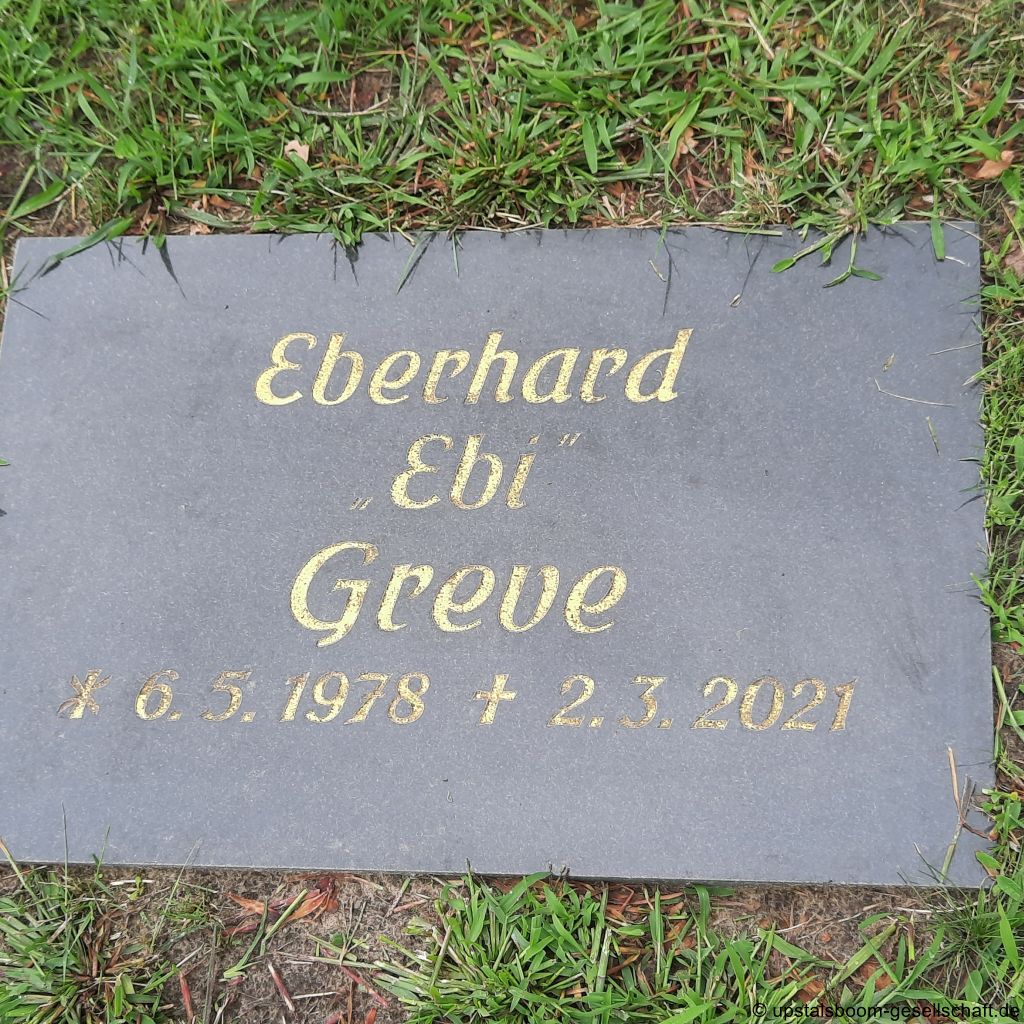 Eberhard
„Ebi”
Greve
* 6. 5. 1978 † 2. 3. 2021
© upstalsboom-gesellschaft.de